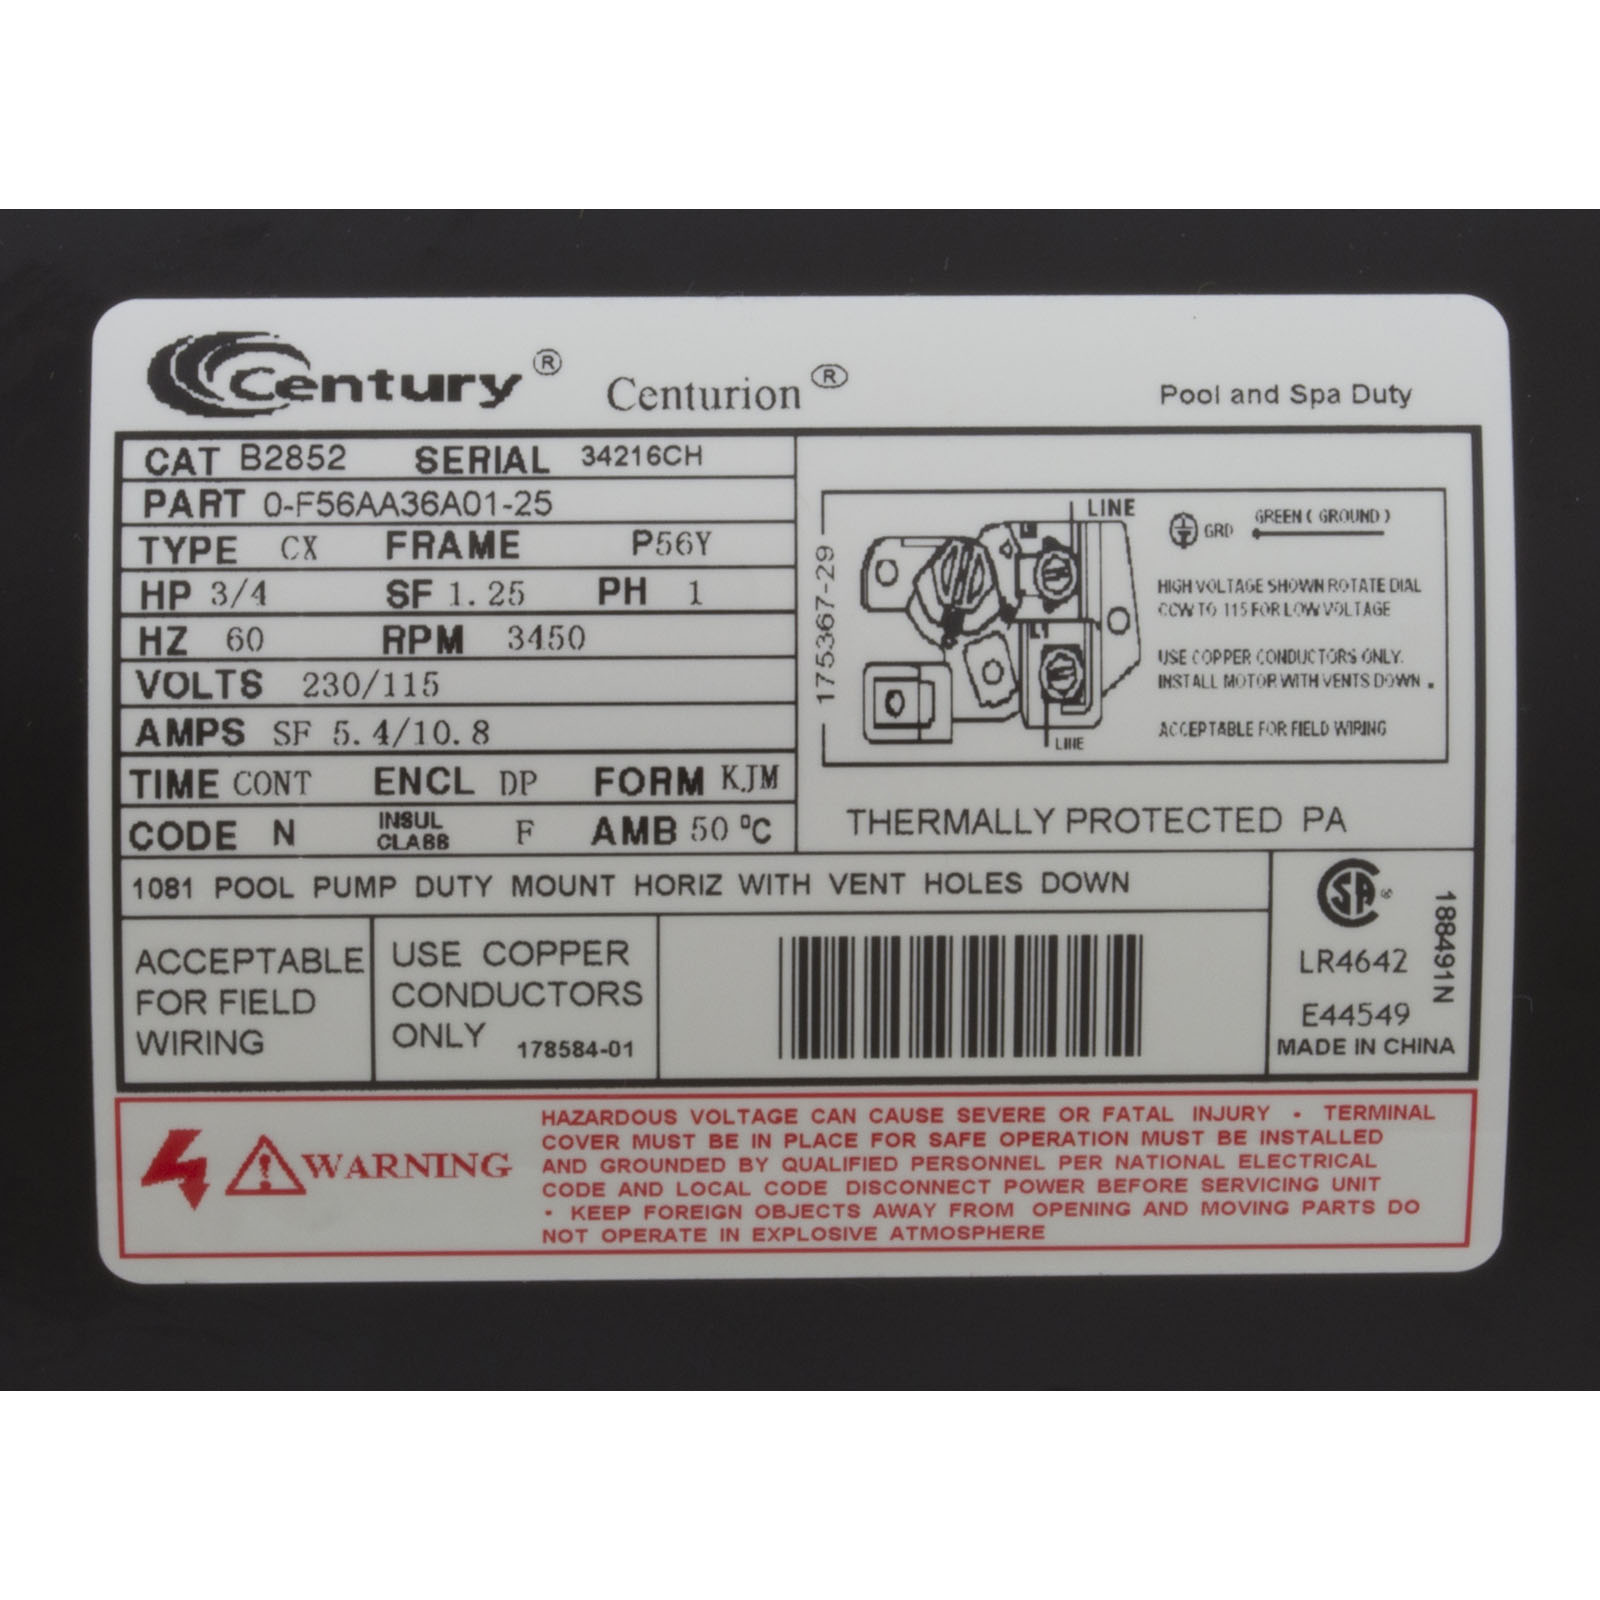 Century ® Centurion ® Pool and Spa Duty
CAT B2852 SERIAL 34216CH
PART 0-F56AA36A01-25
TYPE CX FRAME P56Y
HP 3/4 SF 1.25 PH 1
HZ 60 RPM 3450
VOLTS 230/115
AMPS SF 5.4/10.8
TIME CONT ENCL DP FORM KJM
CODE N INSUL CLASS F AMB 50 °C
175367-29
LINE
L2
L1
LINE
GRD GREEN ( GROUND )
HIGH VOLTAGE SHOWN ROTATE DIAL
CCW TO 115 FOR LOW VOLTAGE
USE COPPER CONDUCTORS ONLY.
INSTALL MOTOR WITH VENTS DOWN .
ACCEPTABLE FOR FIELD WIRING
THERMALLY PROTECTED PA
1081 POOL PUMP DUTY MOUNT HORIZ WITH VENT HOLES DOWN
ACCEPTABLE
FOR FIELD
WIRING
USE COPPER
CONDUCTORS
ONLY 178584-01
SA ®
LR4642
E44549
MADE IN CHINA
188491N
WARNING
HAZARDOUS VOLTAGE CAN CAUSE SEVERE OR FATAL INJURY • TERMINAL
COVER MUST BE IN PLACE FOR SAFE OPERATION MUST BE INSTALLED
AND GROUNDED BY QUALIFIED PERSONNEL PER NATIONAL ELECTRICAL
CODE AND LOCAL CODE DISCONNECT POWER BEFORE SERVICING UNIT
• KEEP FOREIGN OBJECTS AWAY FROM OPENING AND MOVING PARTS DO
NOT OPERATE IN EXPLOSIVE ATMOSPHERE